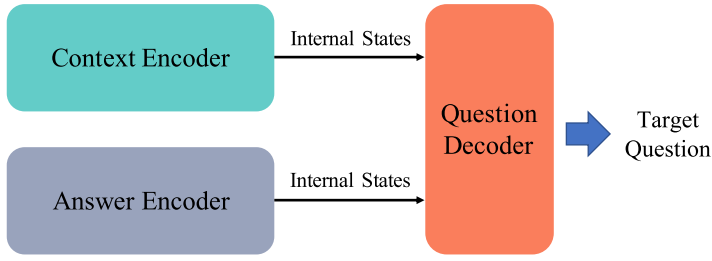 Context Encoder
Internal States
Answer Encoder
Internal States
Question
Decoder
Target
Question